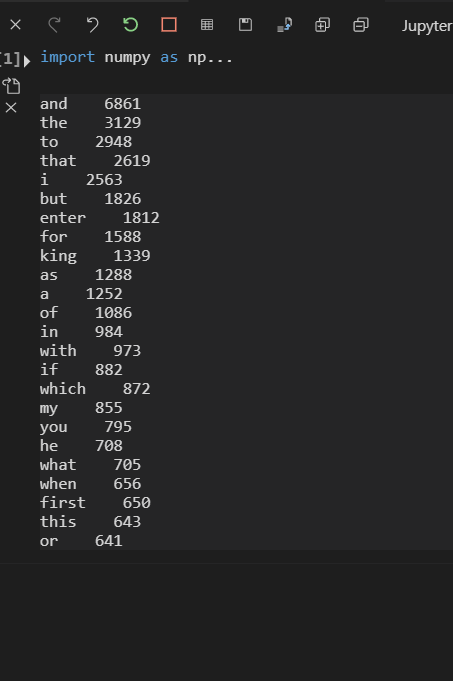 Jupyter
[1] import numpy as np...
and    6861
the    3129
to    2948
that    2619
i    2563
but    1826
enter    1812
for    1588
king    1339
as    1288
a    1252
of    1086
in    984
with    973
if    882
which    872
my    855
you    795
he    708
what    705
when    656
first    650
this    643
or    641